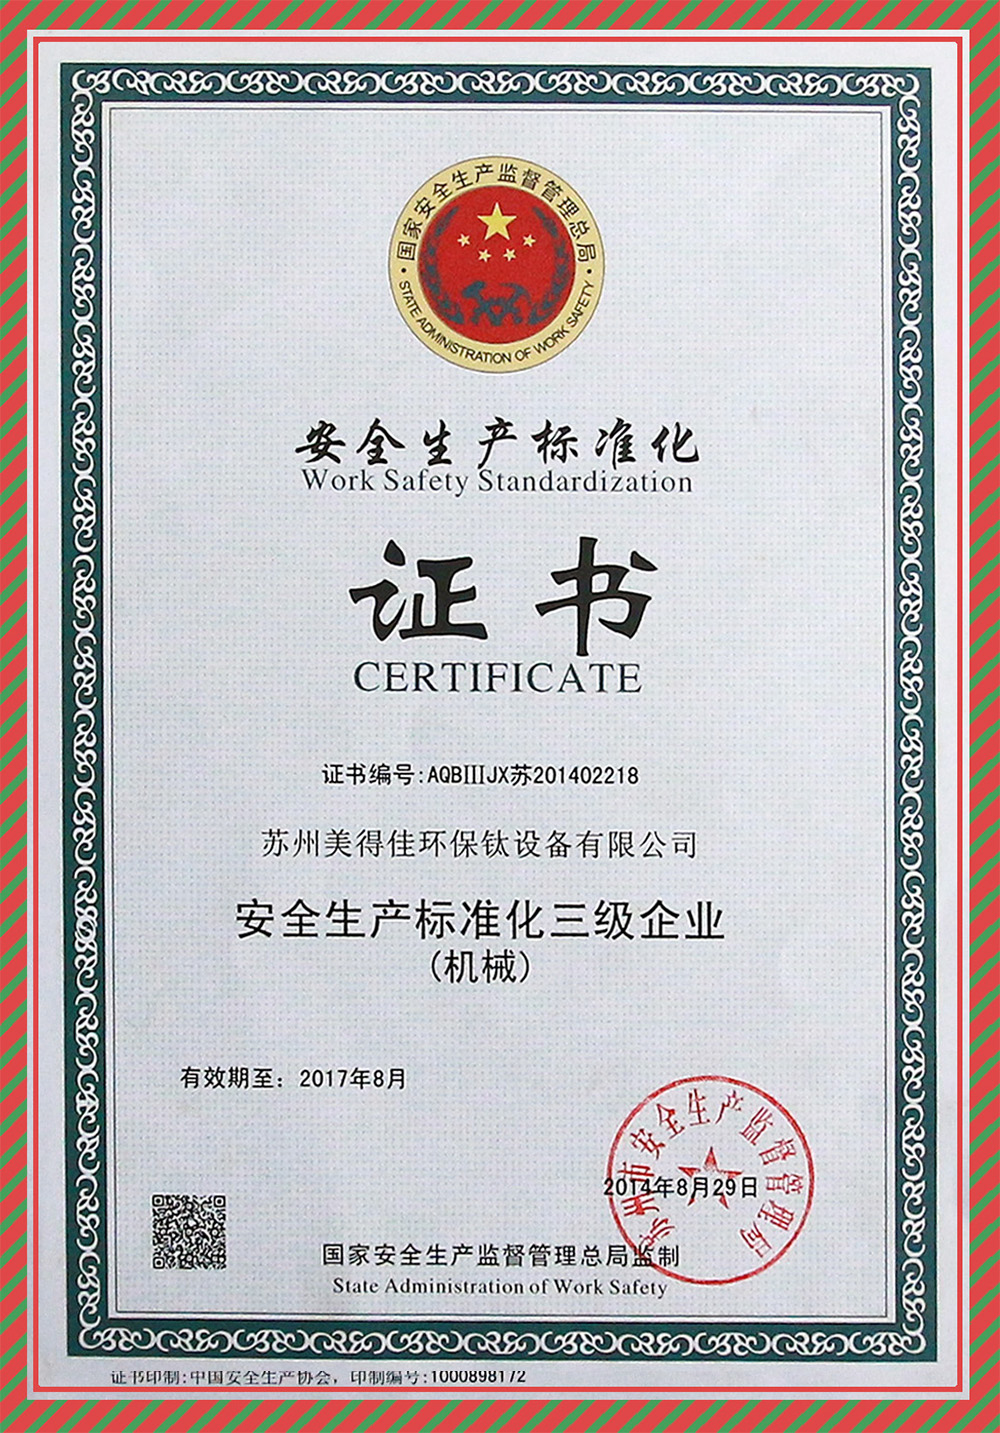 国家安全生产监督管理总局
STATE ADMINISTRATION OF WORK SAFETY
安全生产标准化
Work Safety Standardization
证书
CERTIFICATE
证书编号:AQBⅢJX苏201402218
苏州美得佳环保钛设备有限公司
安全生产标准化三级企业
(机械)
有效期至：2017年8月
苏州市安全生产监督管理局
2014年8月29日
国家安全生产监督管理总局监制
State Administration of Work Safety
证书印制:中国安全生产协会，印制编号:1000898172